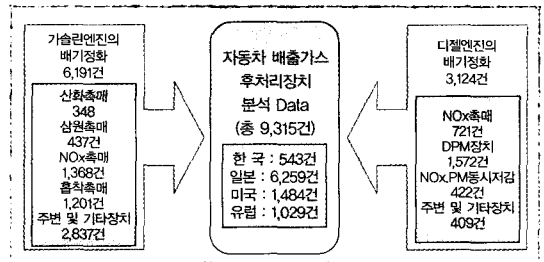 가솔린엔진의
배기정화
6,191건
산화촉매
348
삼원촉매
437건
NOx촉매
1,368건
흡착촉매
1,201건
주변 및 기타장치
2,837건
자동차 배출가스
후처리장치
분석 Data
(총 9,315건)
한 국 : 543건
일본 : 6,259건
미국 : 1,484건
유럽 : 1,029건
디젤엔진의
배기정화
3,124건
NOx촉매
721건
DPM장치
1,572건
NOx.PM동시저감
422건
주변 및 기타장치
409건